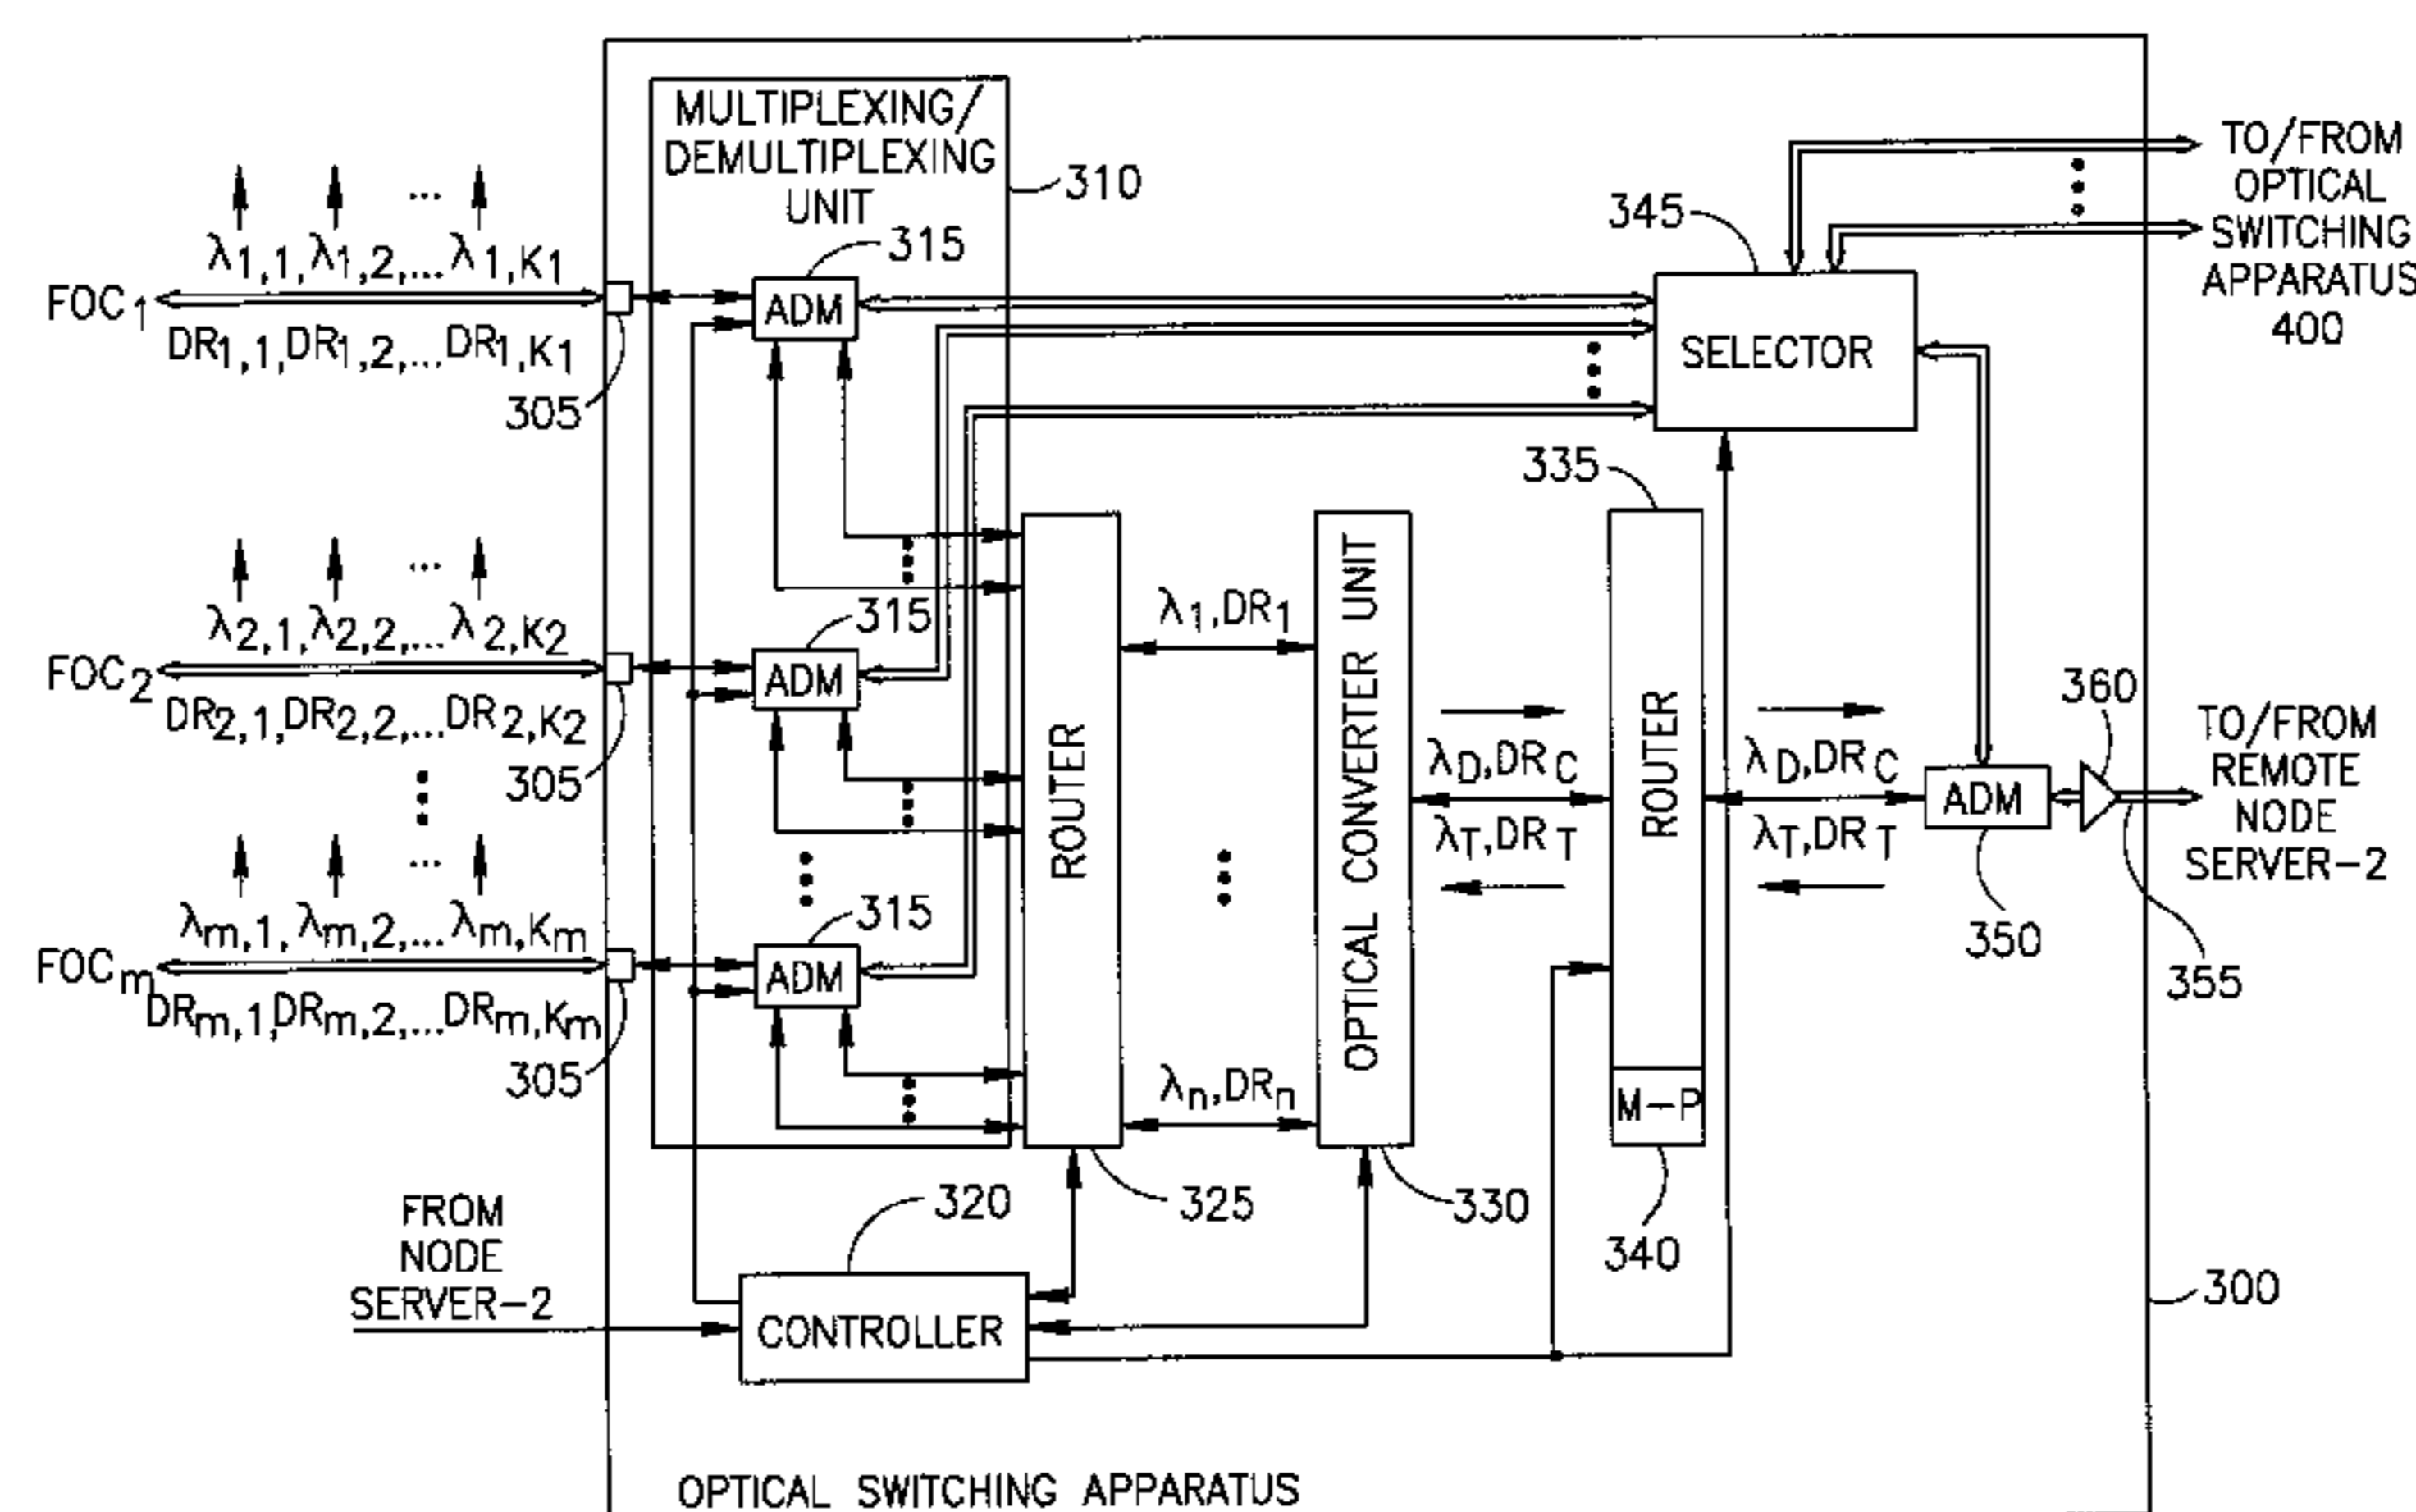 MULTIPLEXING/
DEMULTIPLEXING
UNIT
310
315
345
TO/FROM
OPTICAL
SWITCHING
APPARATUS
400
λ1,1, λ1,2,... λ1,K1
FOC1
DR1,1, DR1,2,... DR1,K1
305
ADM
SELECTOR
335
...
λ2,1, λ2,2,... λ2,K2
FOC2
DR2,1, DR2,2,... DR2,K2
305
315
ADM
ROUTER
λ1,DR1
OPTICAL CONVERTER UNIT
λD,DRC
λT,DRT
ROUTER
λD,DRC
λT,DRT
ADM
350
360
355
TO/FROM
REMOTE
NODE
SERVER-2
...
λm,1, λm,2,... λm,Km
FOCm
DRm,1, DRm,2,... DRm,Km
305
315
ADM
λn,DRn
M-P
FROM
NODE
SERVER-2
320
325
330
340
300
CONTROLLER
OPTICAL SWITCHING APPARATUS